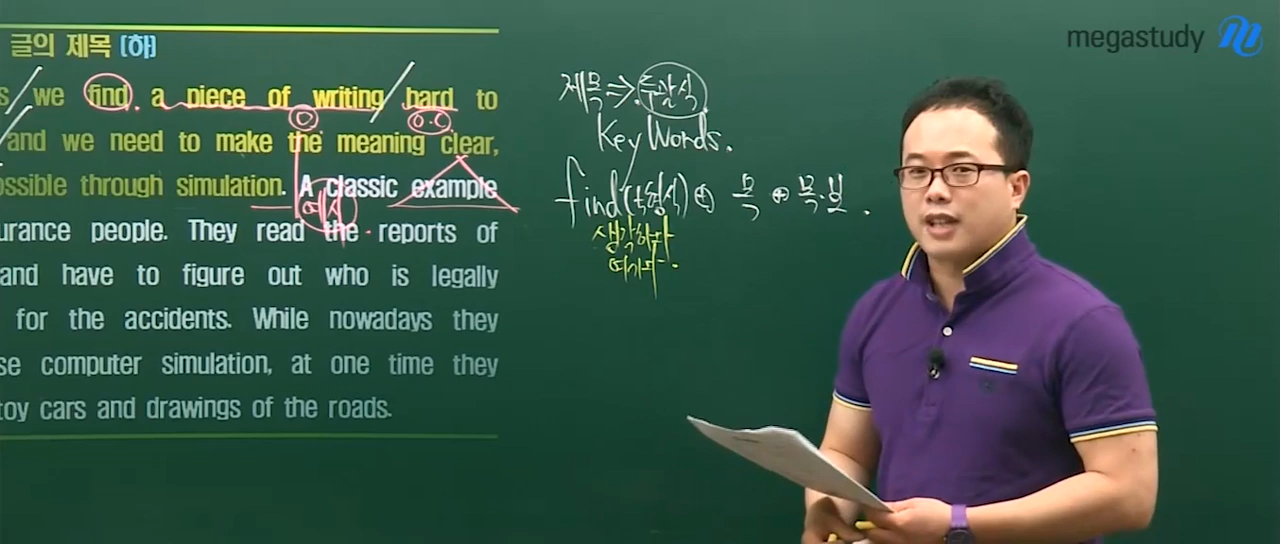 megastudy
글의 제목 [하]
s we find a piece of writing hard to
and we need to make the meaning clear,
ossible through simulation. A classic example
urance people. They read the reports of
and have to figure out who is legally
for the accidents. While nowadays they
se computer simulation, at one time they
toy cars and drawings of the roads.
O
O.C
예시
제목 ⇒ 주관식
Key Words.
find (5형식) ⊕ 목 ⊕ 목.보.
생각하다
여기다.